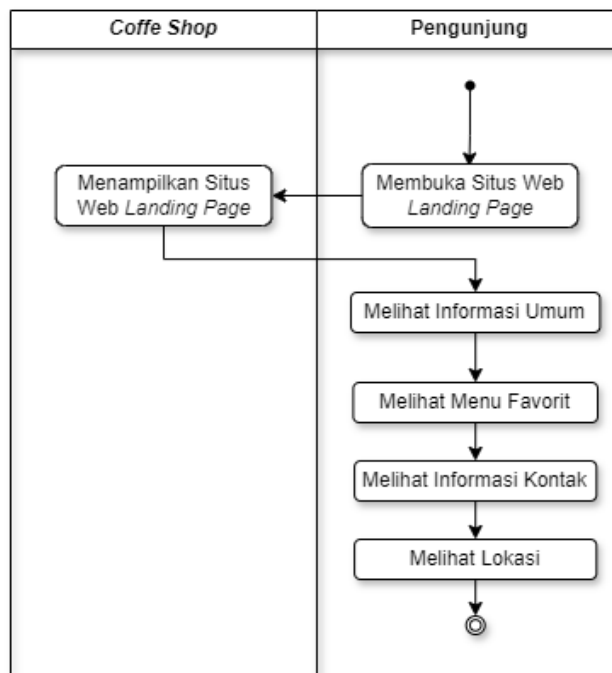 Coffe Shop
Pengunjung
Membuka Situs Web
Landing Page
Menampilkan Situs
Web Landing Page
Melihat Informasi Umum
Melihat Menu Favorit
Melihat Informasi Kontak
Melihat Lokasi